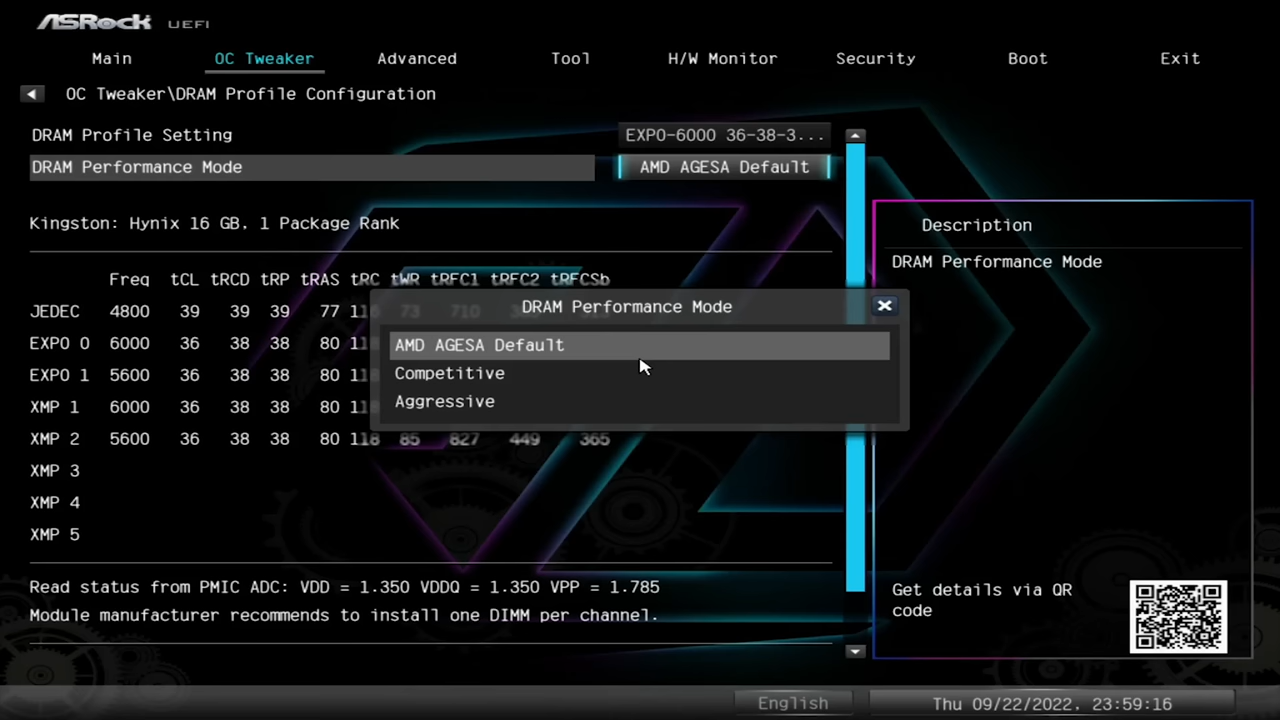 ASRock UEFI
Main OC Tweaker Advanced Tool H/W Monitor Security Boot Exit
OC Tweaker\DRAM Profile Configuration
DRAM Profile Setting EXPO-6000 36-38-3...
DRAM Performance Mode AMD AGESA Default
Kingston: Hynix 16 GB. 1 Package Rank
Freq tCL tRCD tRP tRAS tRC tWR tRFC1 tRFC2 tRFCSb
JEDEC 4800 39 39 39 77
EXPO 0 6000 36 38 38 80
EXPO 1 5600 36 38 38 80
XMP 1 6000 36 38 38 80
XMP 2 5600 36 38 38 80 118 85 827 449 365
XMP 3
XMP 4
XMP 5
Read status from PMIC ADC: VDD = 1.350 VDDQ = 1.350 VPP = 1.785
Module manufacturer recommends to install one DIMM per channel.
DRAM Performance Mode
AMD AGESA Default
Competitive
Aggressive
Description
DRAM Performance Mode
Get details via QR
code
English Thu 09/22/2022. 23:59:16